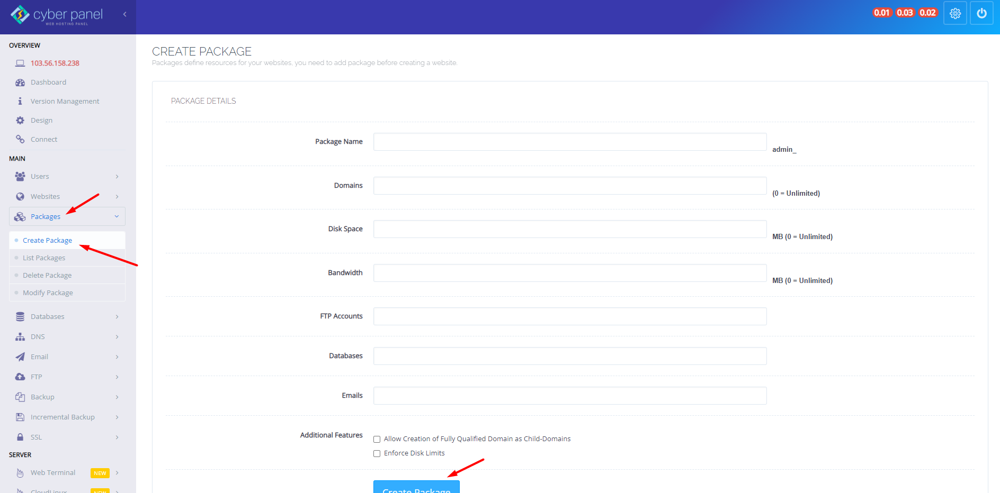 cyber panel
WEB HOSTING PANEL
0.01 0.03 0.02
OVERVIEW
103.56.158.238
Dashboard
Version Management
Design
Connect
MAIN
Users
Websites
Packages
Create Package
List Packages
Delete Package
Modify Package
Databases
DNS
Email
FTP
Backup
Incremental Backup
SSL
SERVER
Web Terminal NEW
CloudLinux NEW
CREATE PACKAGE
Packages define resources for your websites, you need to add package before creating a website.
PACKAGE DETAILS
Package Name
admin_
Domains
(0 = Unlimited)
Disk Space
MB (0 = Unlimited)
Bandwidth
MB (0 = Unlimited)
FTP Accounts
Databases
Emails
Additional Features
Allow Creation of Fully Qualified Domain as Child-Domains
Enforce Disk Limits
Create Package